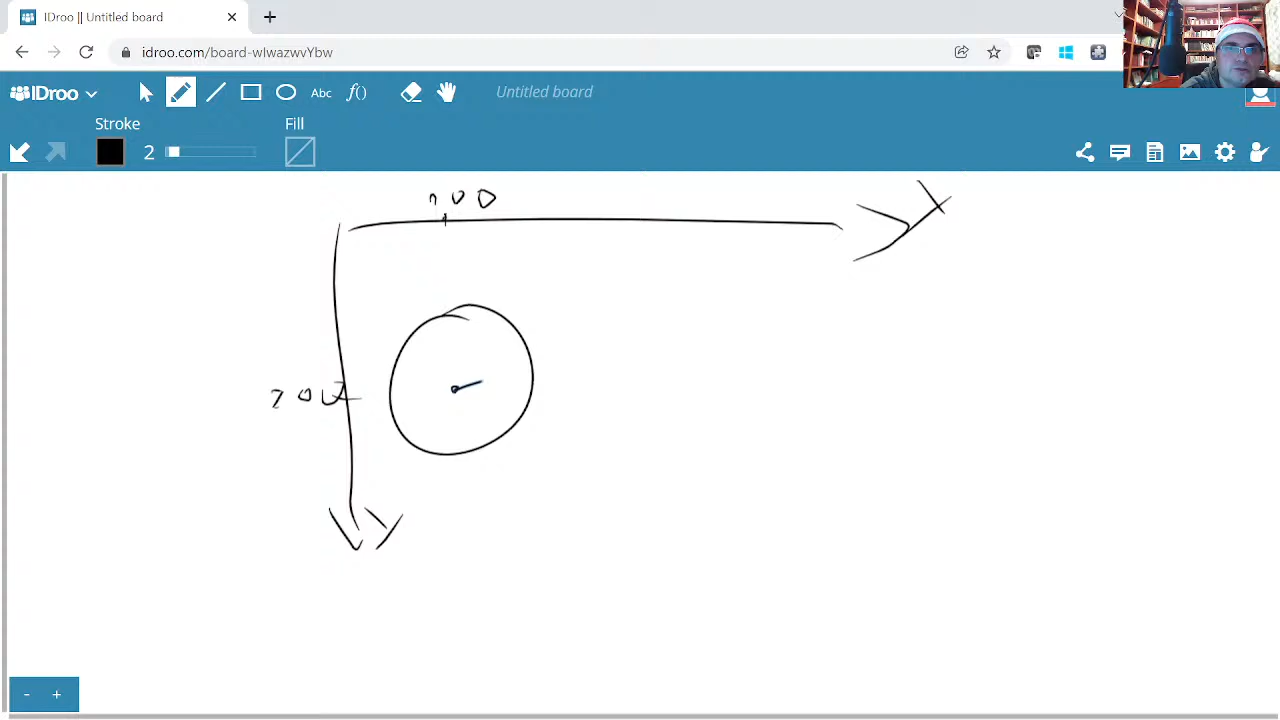 IDroo || Untitled board
idroo.com/board-wIwazwvYbw
IDroo
Abc
f()
Untitled board
Stroke
Fill
2
X
Y
- +